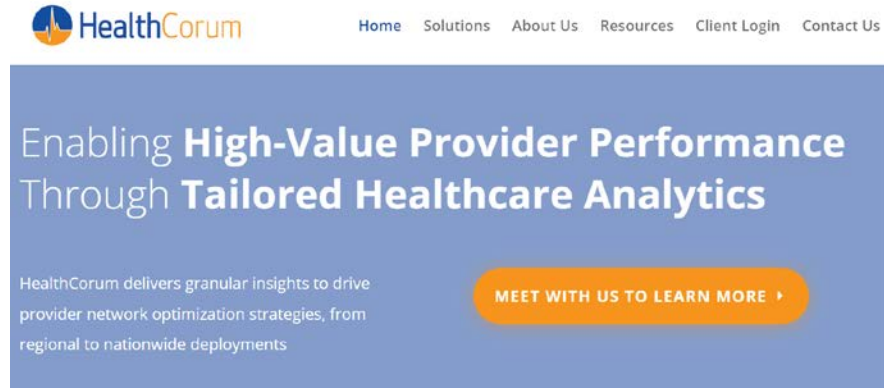 HealthCorum
Home Solutions About Us Resources Client Login Contact Us
Enabling High-Value Provider Performance
Through Tailored Healthcare Analytics
HealthCorum delivers granular insights to drive
provider network optimization strategies, from
regional to nationwide deployments
MEET WITH US TO LEARN MORE